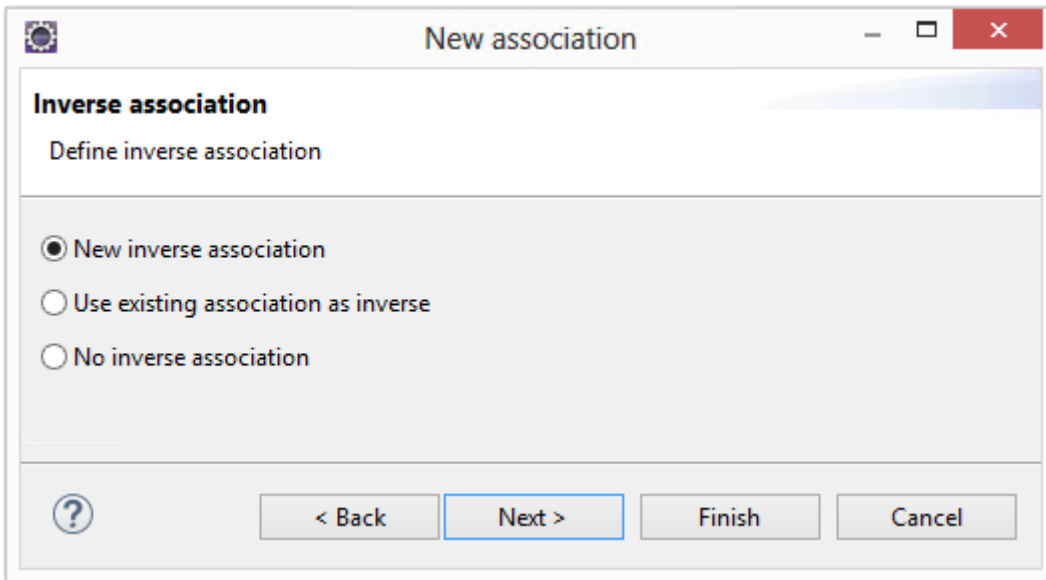 New association
Inverse association
Define inverse association
New inverse association
Use existing association as inverse
No inverse association
? < Back Next > Finish Cancel